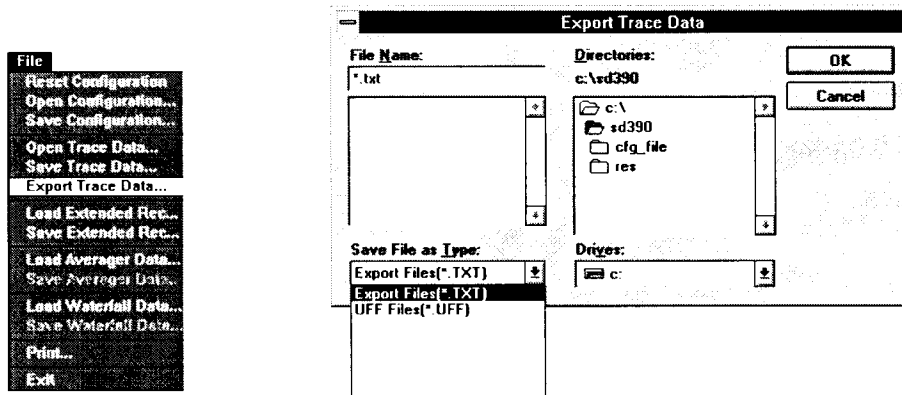 File
Reset Configuration
Open Configuration...
Save Configuration...
Open Trace Data...
Save Trace Data...
Export Trace Data...
Load Extended Rec...
Save Extended Rec...
Load Averager Data...
Save Averager Data...
Load Waterfall Data...
Save Waterfall Data...
Print...
Exit
Export Trace Data
File Name:
*.txt
Directories:
c:\sd390
c:\
sd390
cfg_file
res
OK
Cancel
Save File as Type:
Export Files(*.TXT)
Export Files(*.TXT)
UFF Files(*.UFF)
Drives:
c: